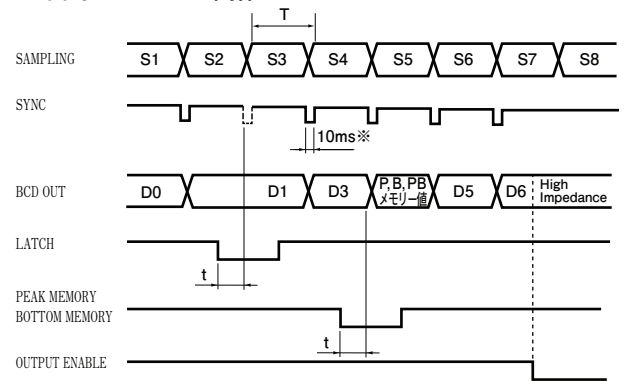 T
SAMPLING S1 S2 S3 S4 S5 S6 S7 S8
SYNC
10ms※
BCD OUT D0 D1 D3 P, B, PB メモリー値 D5 D6 High Impedance
LATCH
t
PEAK MEMORY
BOTTOM MEMORY
t
OUTPUT ENABLE